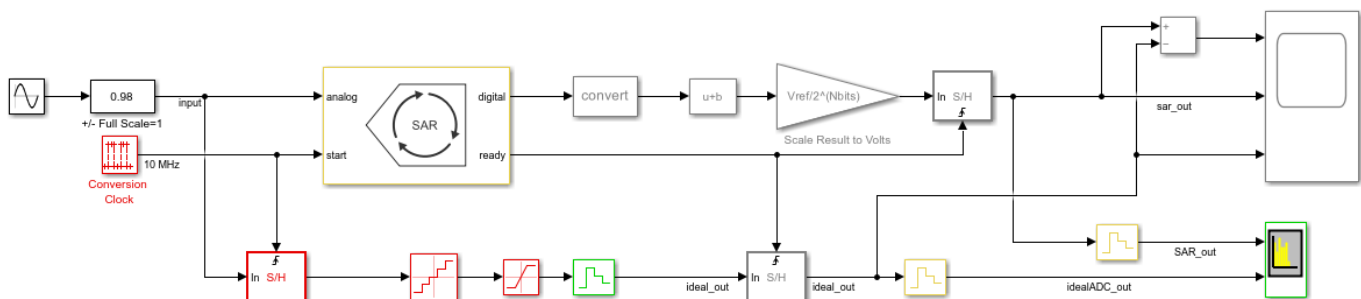 0.98
input
+/- Full Scale=1
10 MHz
Conversion
Clock
analog
start
SAR
digital
ready
convert
u+b
Vref/2^(Nbits)
Scale Result to Volts
In S/H
sar_out
+
−
In S/H
ideal_out
In S/H
ideal_out
idealADC_out
SAR_out